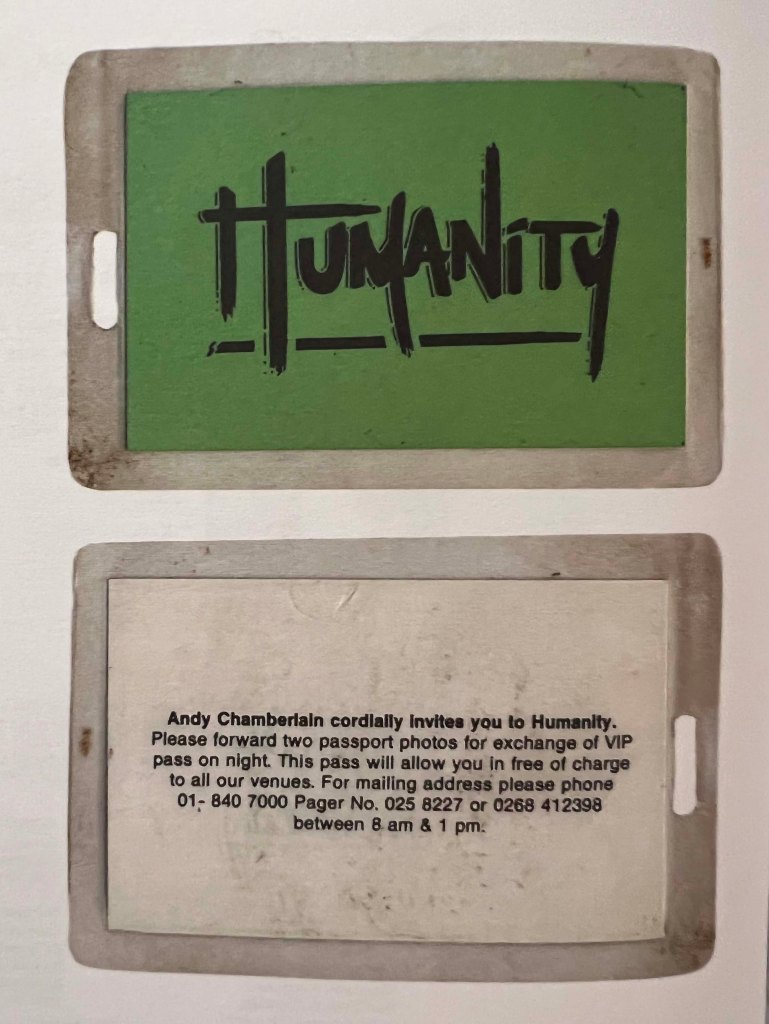 HUMANiTY
Andy Chamberlain cordially invites you to Humanity.
Please forward two passport photos for exchange of VIP
pass on night. This pass will allow you in free of charge
to all our venues. For mailing address please phone
01- 840 7000 Pager No. 025 8227 or 0268 412398
between 8 am & 1 pm.